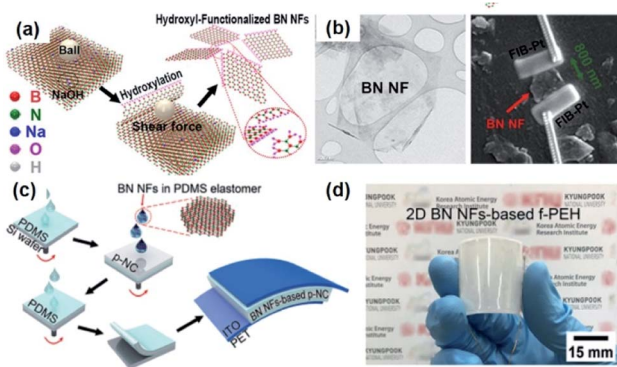 (a)
Hydroxyl-Functionalized BN NFs
Ball
NaOH
Hydroxylation
Shear force
B
N
Na
O
H
(b)
BN NF
FIB-Pt
800 nm
BN NF
FIB-Pt
(c)
BN NFs in PDMS elastomer
PDMS
Si wafer
p-NC
PDMS
BN NFs-based p-NC
ITO
PET
(d)
KYUNGPOOK
NATIONAL UNIVERSITY
Korea Atomic Energy
Research Institute
KYUNGPOOK
NATIONAL UNIVERSITY
2D BN NFs-based f-PEH
15 mm